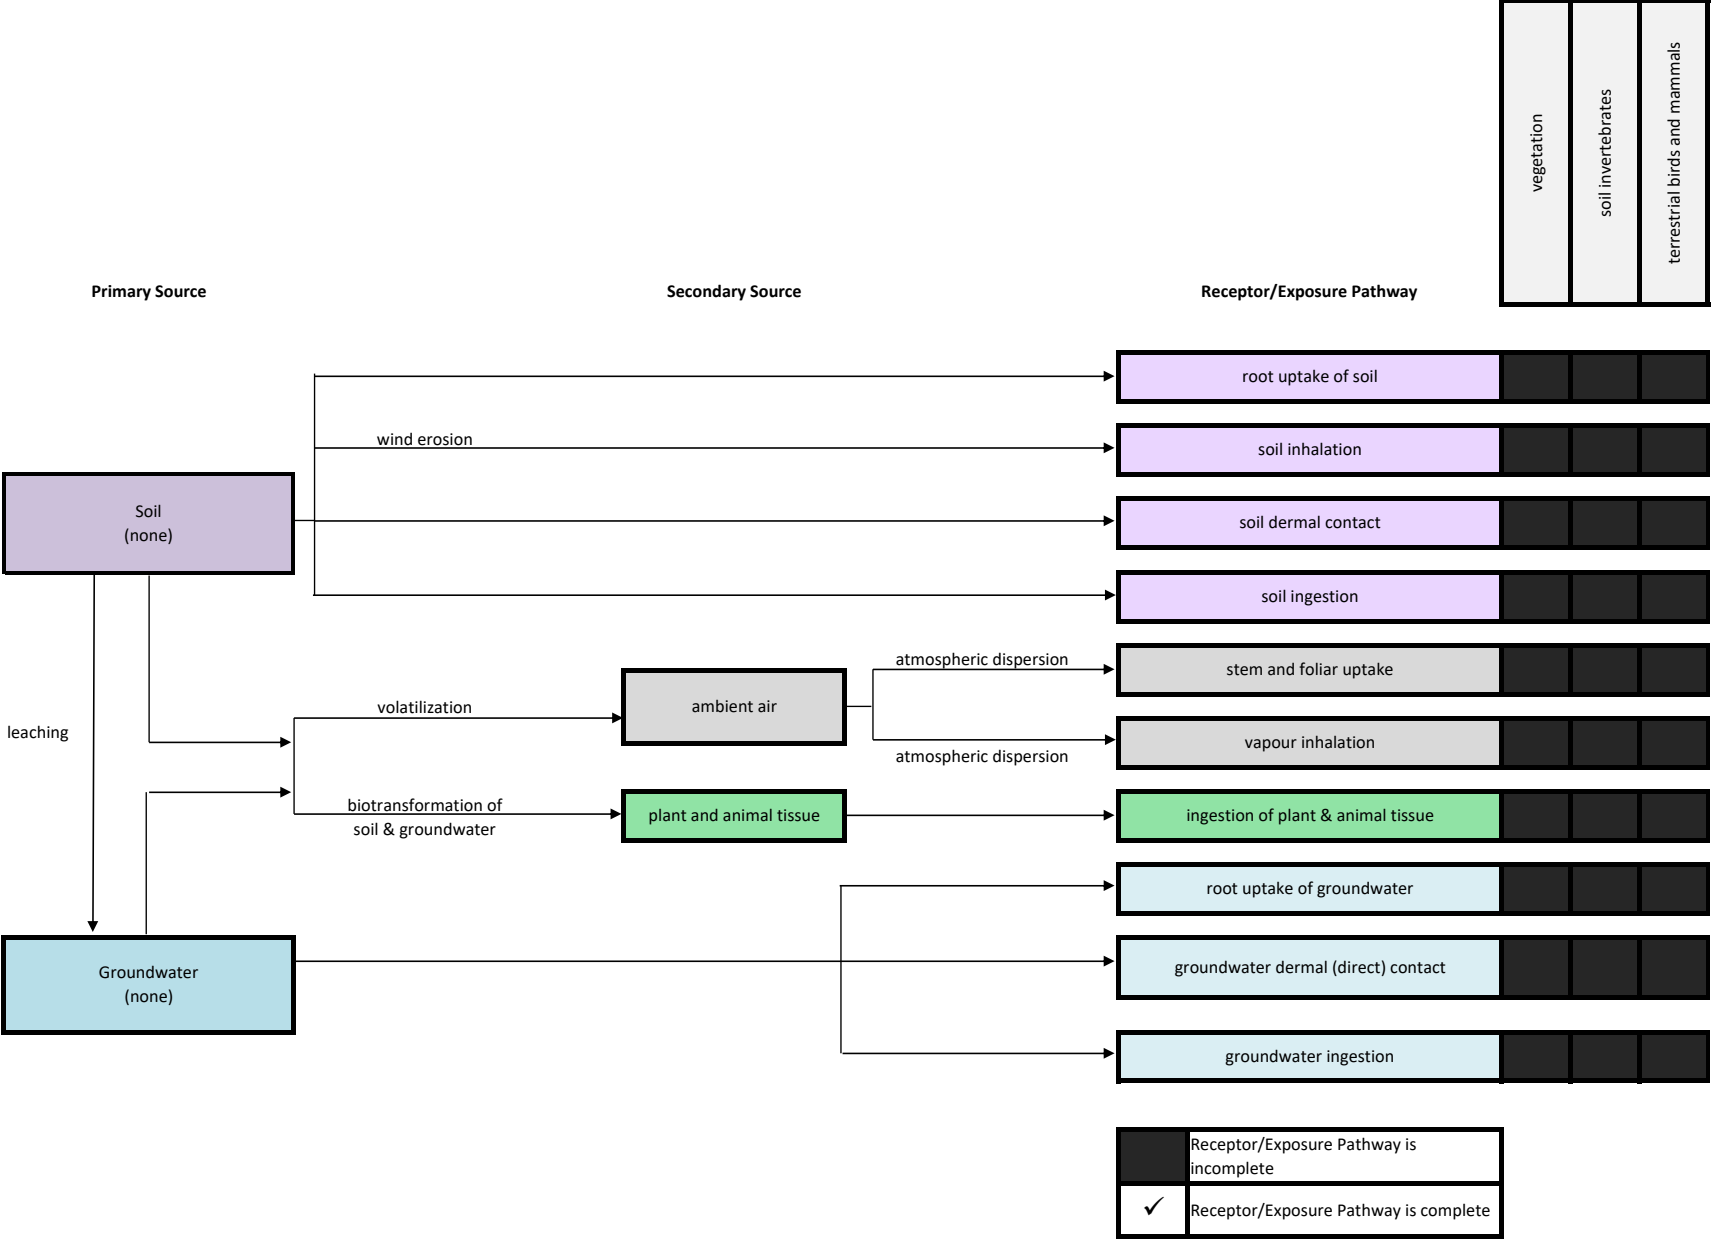 vegetation
soil invertebrates
terrestrial birds and mammals
Primary Source
Secondary Source
Receptor/Exposure Pathway
root uptake of soil
wind erosion
soil inhalation
Soil
(none)
soil dermal contact
soil ingestion
atmospheric dispersion
stem and foliar uptake
volatilization
ambient air
leaching
vapour inhalation
atmospheric dispersion
biotransformation of
soil & groundwater
plant and animal tissue
ingestion of plant & animal tissue
root uptake of groundwater
Groundwater
(none)
groundwater dermal (direct) contact
groundwater ingestion
Receptor/Exposure Pathway is
incomplete
✓ Receptor/Exposure Pathway is complete